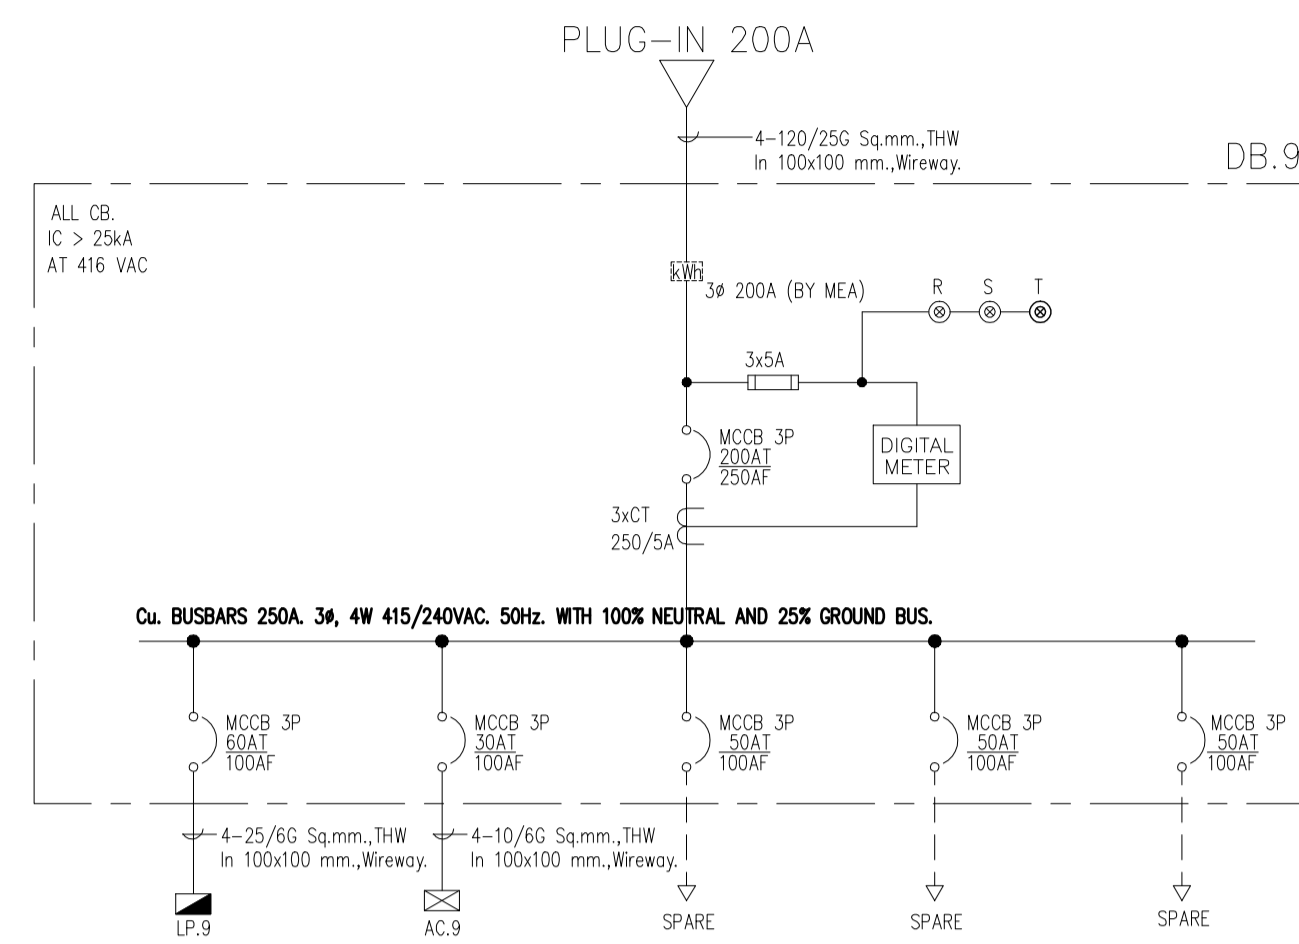 PLUG-IN 200A
4-120/25G Sq.mm.,THW
In 100x100 mm.,Wireway.
DB.9
ALL CB.
IC > 25kA
AT 416 VAC
kWh
3ø 200A (BY MEA)
R S T
3x5A
MCCB 3P
200AT
250AF
DIGITAL
METER
3xCT
250/5A
Cu. BUSBARS 250A. 3ø, 4W 415/240VAC. 50Hz. WITH 100% NEUTRAL AND 25% GROUND BUS.
MCCB 3P
60AT
100AF
MCCB 3P
30AT
100AF
MCCB 3P
50AT
100AF
MCCB 3P
50AT
100AF
MCCB 3P
50AT
100AF
4-25/6G Sq.mm.,THW
In 100x100 mm.,Wireway.
4-10/6G Sq.mm.,THW
In 100x100 mm.,Wireway.
LP.9
AC.9
SPARE
SPARE
SPARE